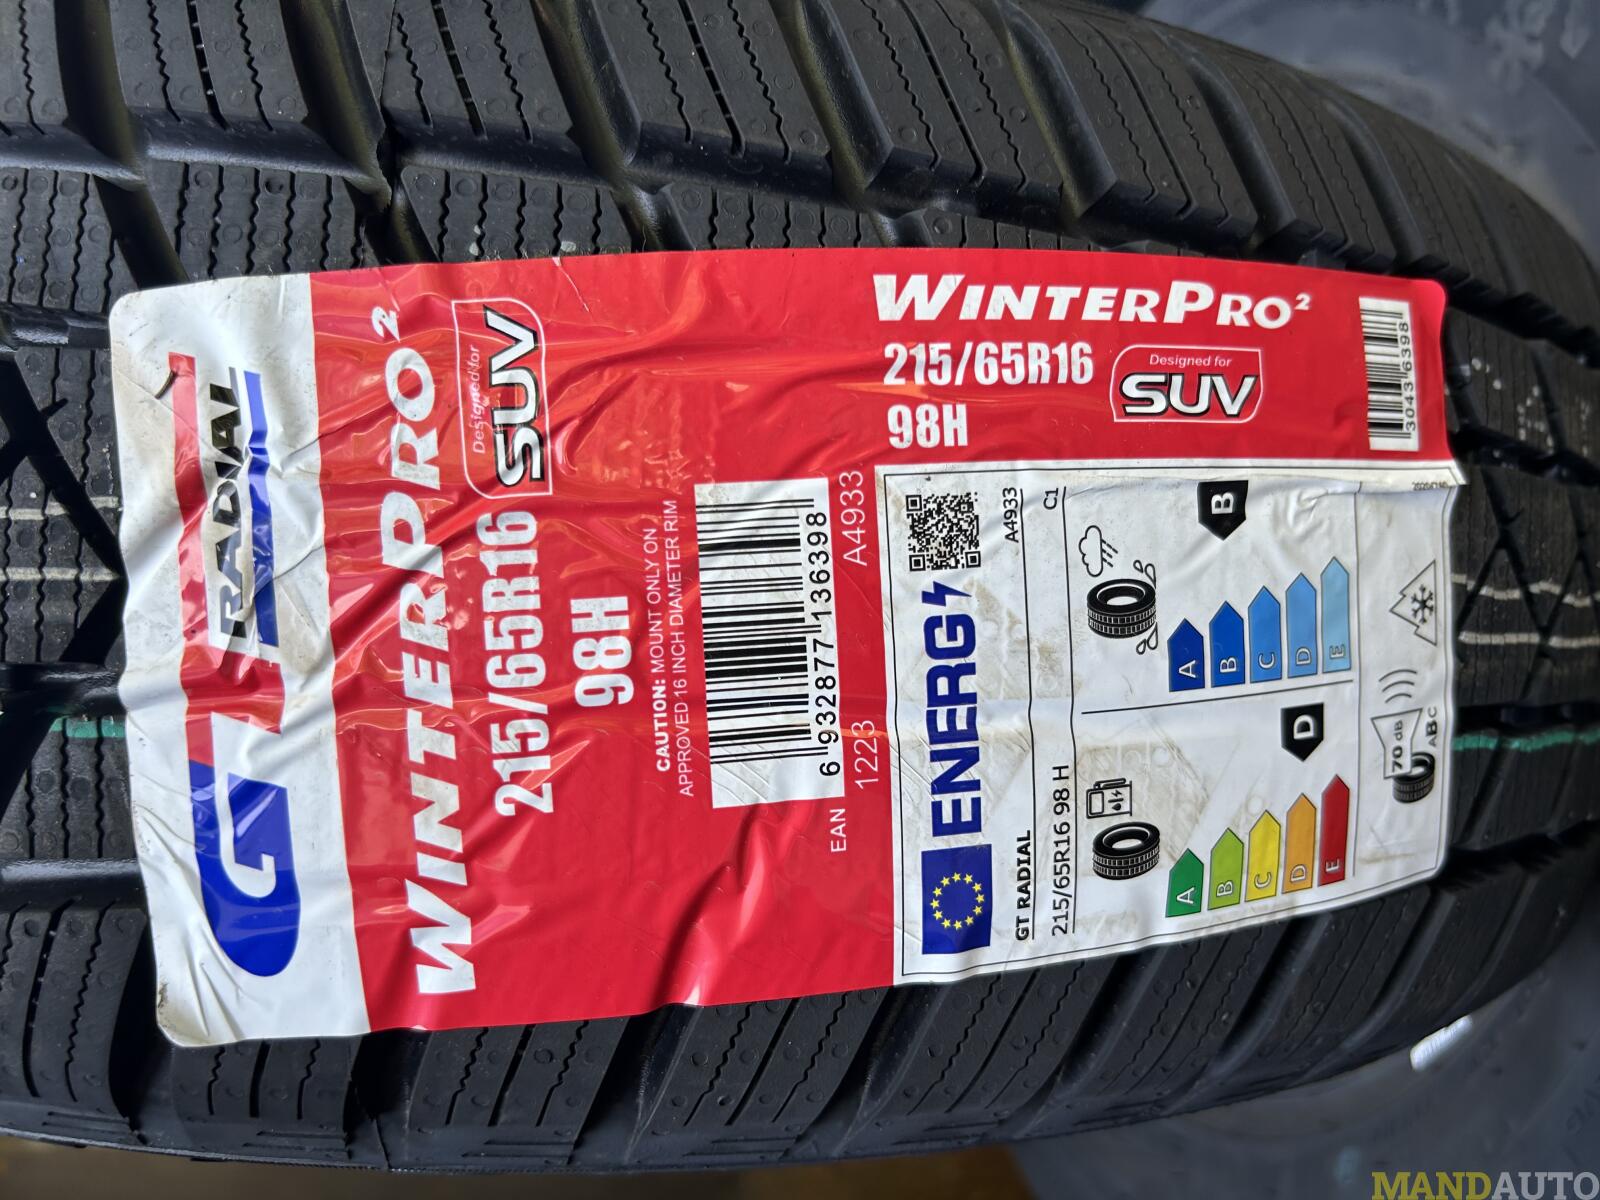 GT RADIAL
WINTERPRO²
215/65R16
Designed for
SUV
98H
CAUTION: MOUNT ONLY ON
APPROVED 16 INCH DIAMETER RIM
6 932877 136398
EAN
1223
A4933
WINTERPRO²
215/65R16
Designed for
SUV
98H
3043 6398
ENERG
GT RADIAL
A4933
215/65R16 98 H
C1
A
B
C
D
E
D
A
B
C
D
E
B
70 dB
ABC
MANDAUTO